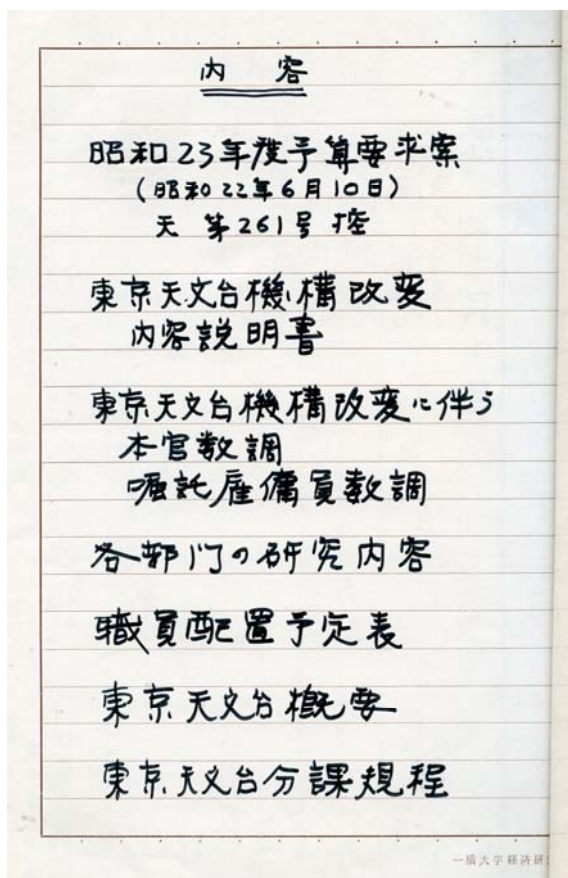 内 容
昭和23年度予算要求案
(昭和22年6月10日)
天 第261号 控
東京天文台機構改変
内容説明書
東京天文台機構改変に伴う
本官数調
嘱託雇傭員数調
各部門の研究内容
職員配置予定表
東京天文台概要
東京天文台分課規程
一橋大学経済研